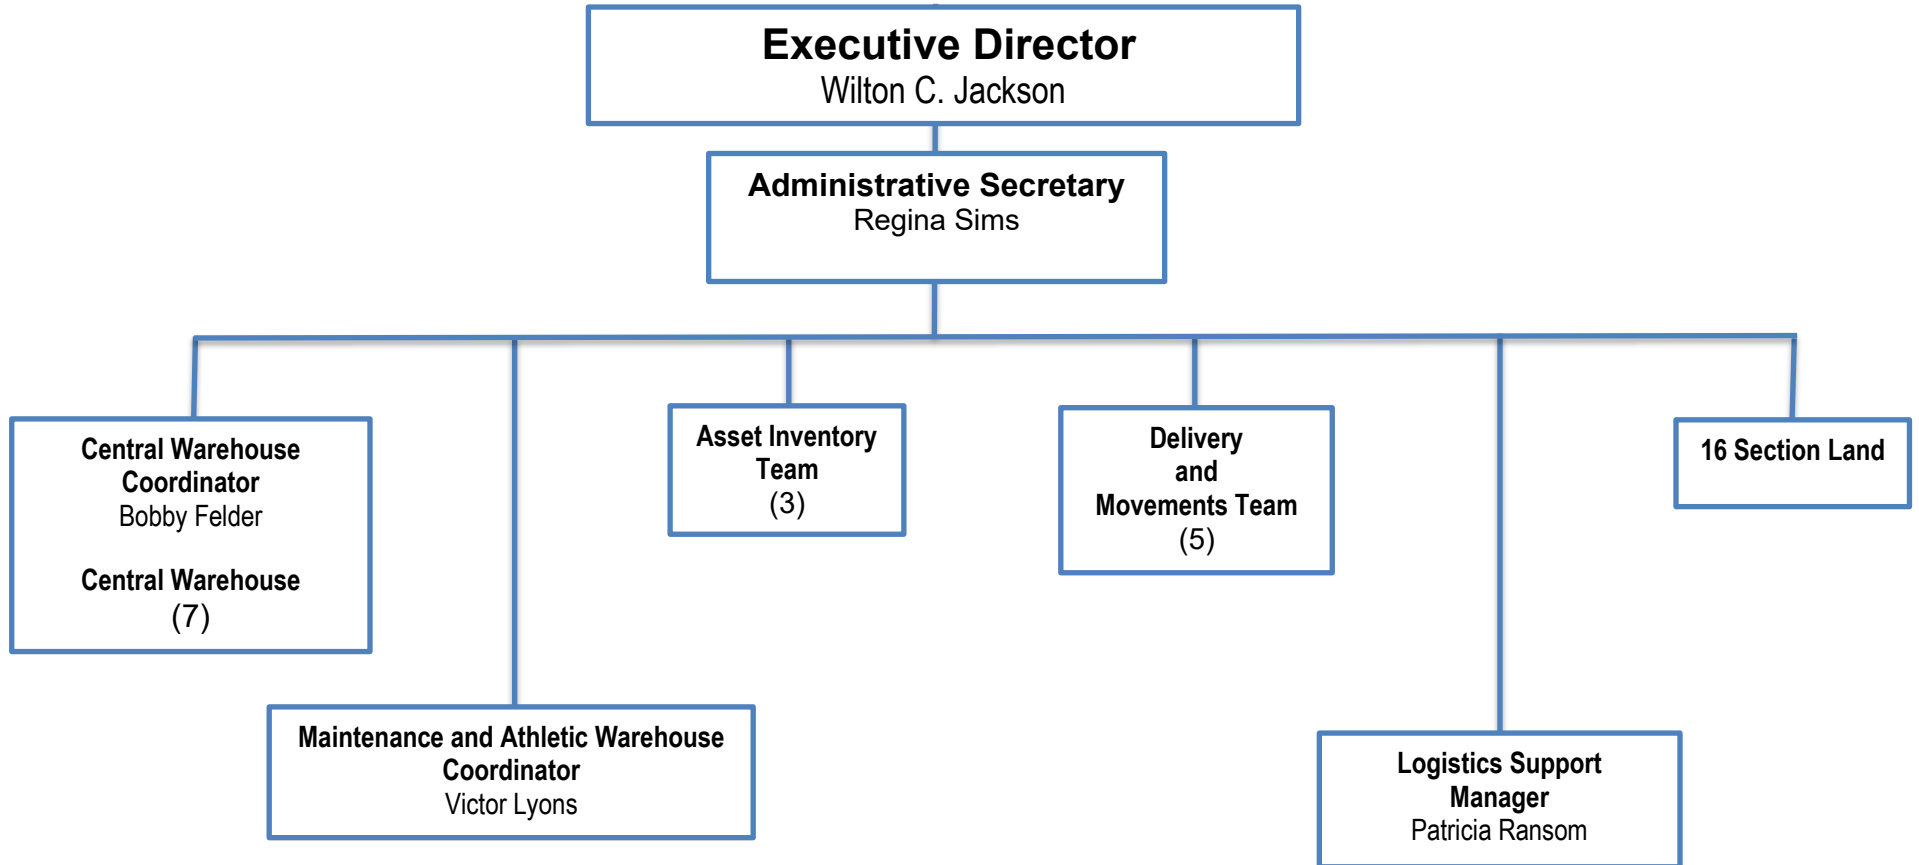 Executive Director
Wilton C. Jackson
Administrative Secretary
Regina Sims
Central Warehouse
Coordinator
Bobby Felder
Central Warehouse
(7)
Maintenance and Athletic Warehouse
Coordinator
Victor Lyons
Asset Inventory
Team
(3)
Delivery
and
Movements Team
(5)
Logistics Support
Manager
Patricia Ransom
16 Section Land